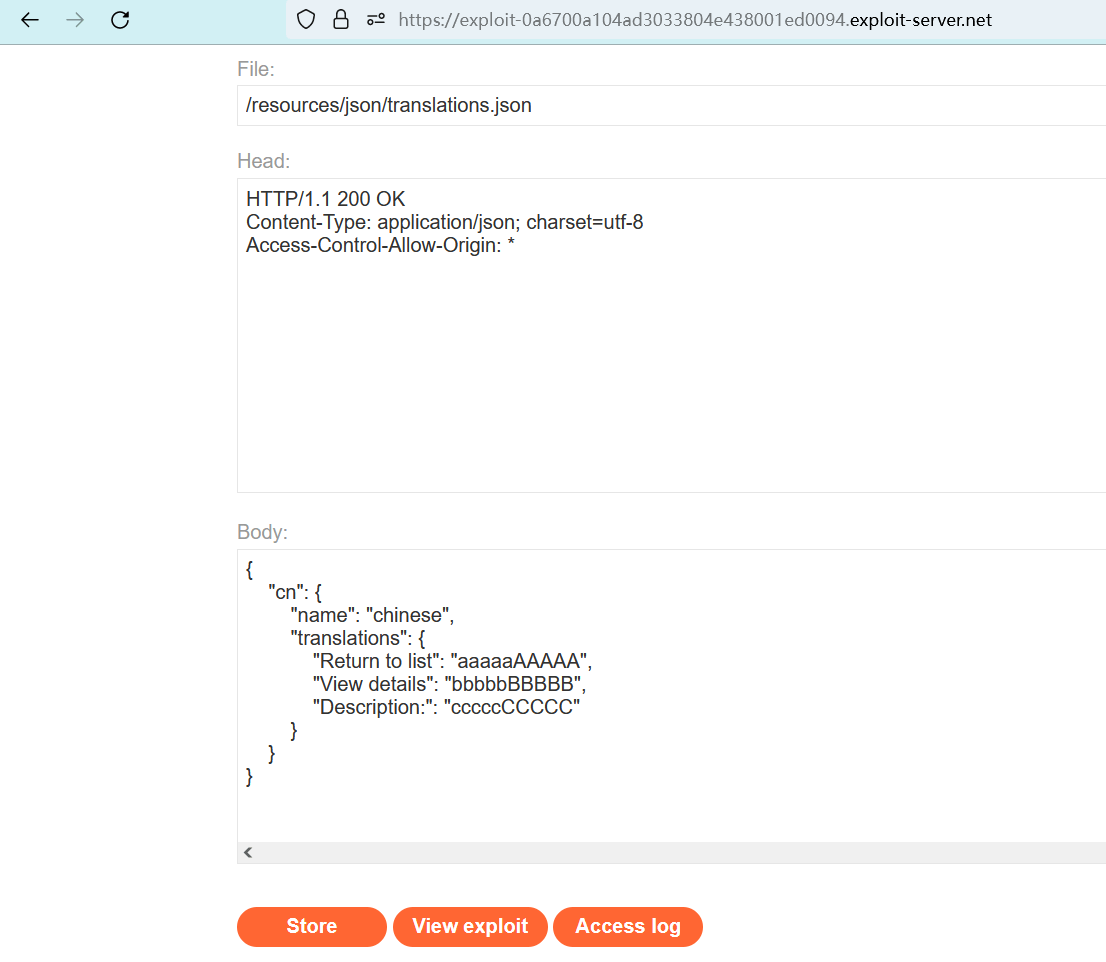 https://exploit-0a6700a104ad3033804e438001ed0094.exploit-server.net
File:
/resources/json/translations.json
Head:
HTTP/1.1 200 OK
Content-Type: application/json; charset=utf-8
Access-Control-Allow-Origin: *
Body:
{
"cn": {
"name": "chinese",
"translations": {
"Return to list": "aaaaaAAAAA",
"View details": "bbbbbBBBBB",
"Description:": "cccccCCCCC"
}
}
}
Store View exploit Access log